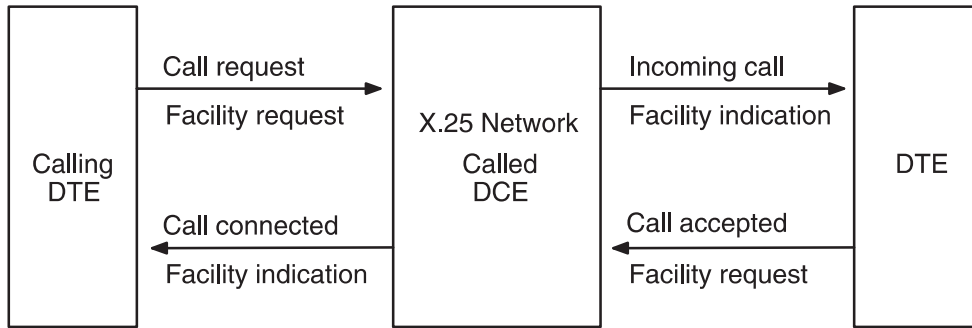 Call request
Facility request
Incoming call
Facility indication
Calling
DTE
X.25 Network
Called
DCE
DTE
Call connected
Facility indication
Call accepted
Facility request